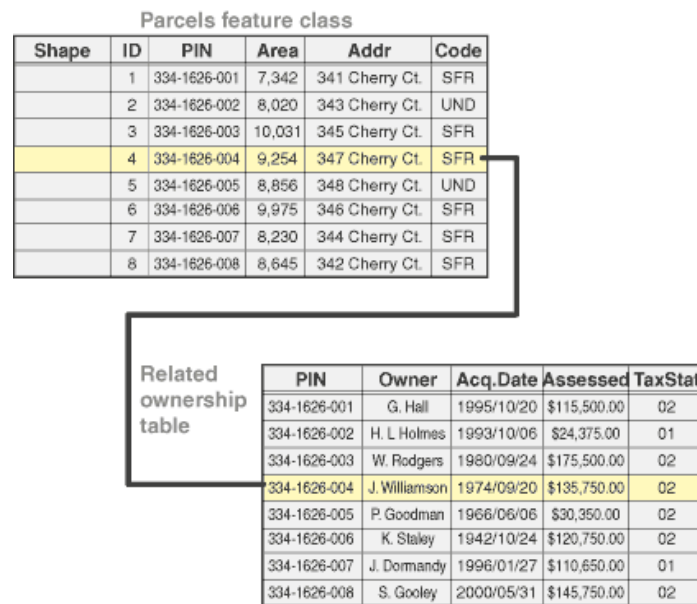 Parcels feature class
Shape ID PIN Area Addr Code
1 334-1626-001 7,342 341 Cherry Ct. SFR
2 334-1626-002 8,020 343 Cherry Ct. UND
3 334-1626-003 10,031 345 Cherry Ct. SFR
4 334-1626-004 9,254 347 Cherry Ct. SFR
5 334-1626-005 8,856 348 Cherry Ct. UND
6 334-1626-006 9,975 346 Cherry Ct. SFR
7 334-1626-007 8,230 344 Cherry Ct. SFR
8 334-1626-008 8,645 342 Cherry Ct. SFR
Related
ownership
table
PIN Owner Acq.Date Assessed TaxStat
334-1626-001 G. Hall 1995/10/20 $115,500.00 02
334-1626-002 H. L Holmes 1993/10/06 $24,375.00 01
334-1626-003 W. Rodgers 1980/09/24 $175,500.00 02
334-1626-004 J. Williamson 1974/09/20 $135,750.00 02
334-1626-005 P. Goodman 1966/06/06 $30,350.00 02
334-1626-006 K. Staley 1942/10/24 $120,750.00 02
334-1626-007 J. Dormandy 1996/01/27 $110,650.00 01
334-1626-008 S. Gooley 2000/05/31 $145,750.00 02